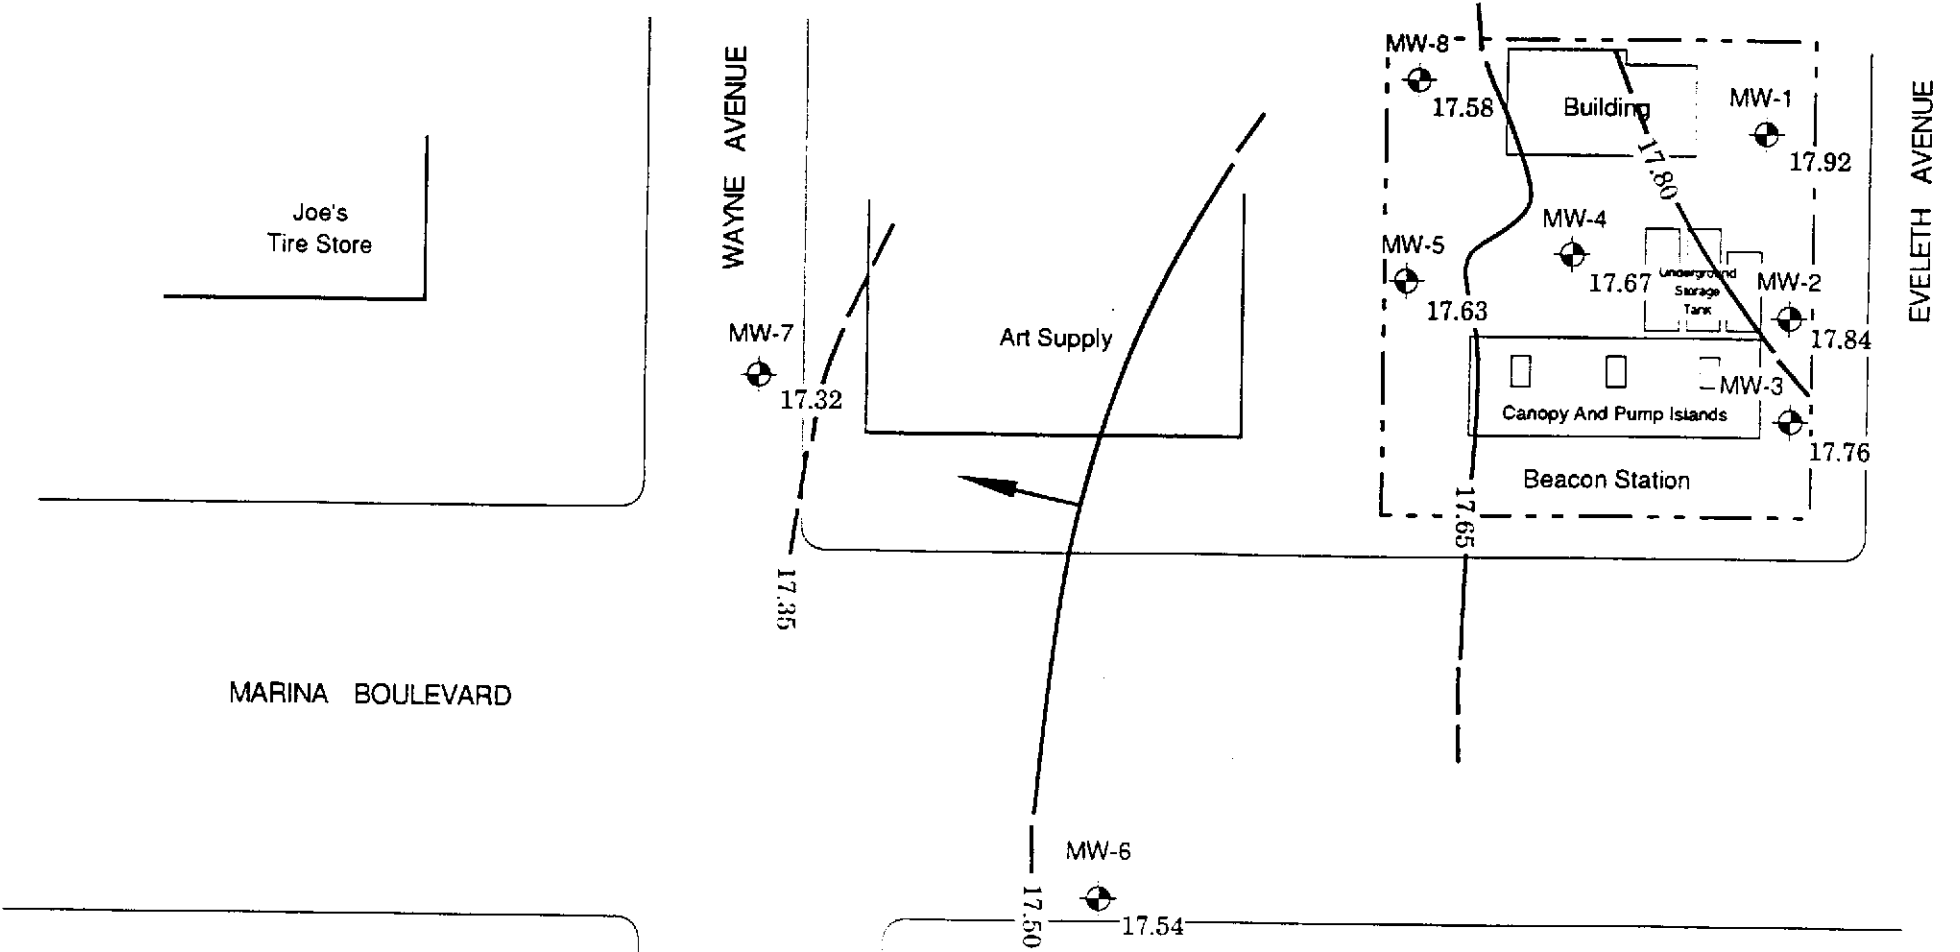 MW-8
17.58
Building
MW-1
17.92
17.80
WAYNE AVENUE
EVELETH AVENUE
Joe's
Tire Store
MW-4
17.67
MW-5
17.63
Underground
Storage
Tank
MW-2
17.84
MW-7
17.32
Art Supply
MW-3
17.76
Canopy And Pump Islands
Beacon Station
17.65
17.35
MARINA BOULEVARD
MW-6
17.54
17.50